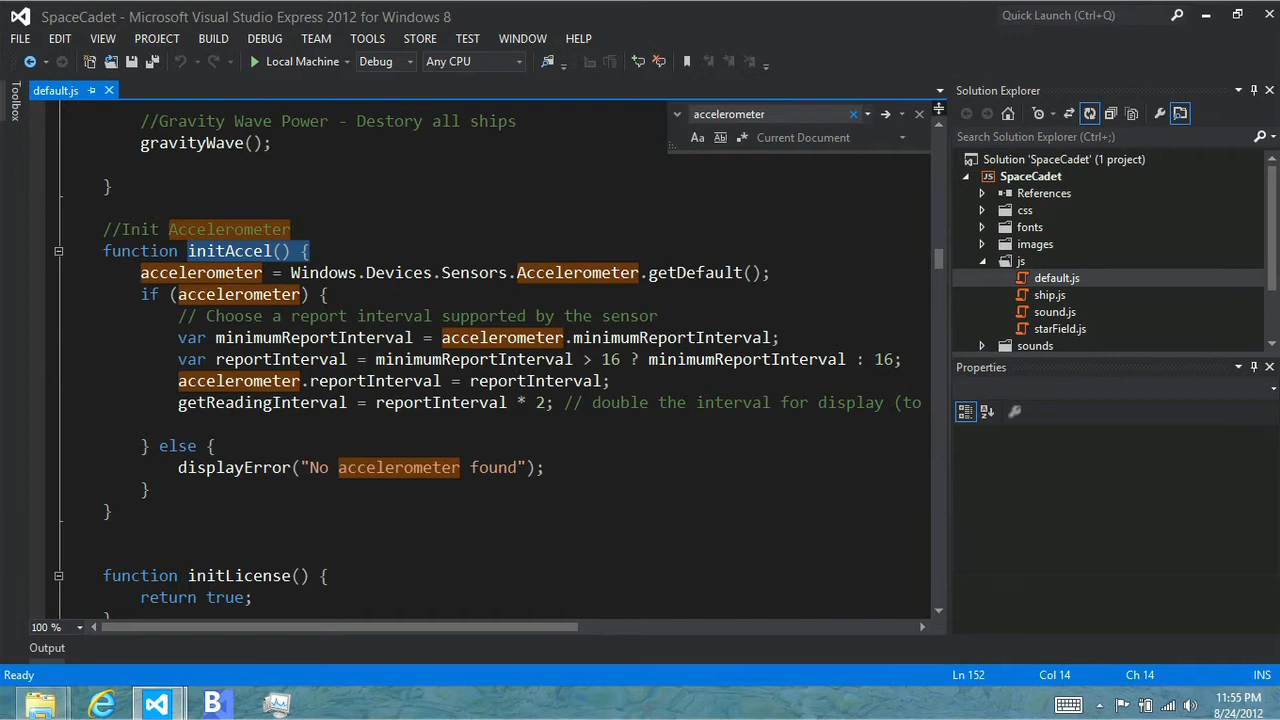 SpaceCadet - Microsoft Visual Studio Express 2012 for Windows 8
Quick Launch (Ctrl+Q)
FILE EDIT VIEW PROJECT BUILD DEBUG TEAM TOOLS STORE TEST WINDOW HELP
Local Machine Debug Any CPU
Toolbox
default.js
//Gravity Wave Power - Destory all ships
gravityWave();
}
//Init Accelerometer
function initAccel() {
accelerometer = Windows.Devices.Sensors.Accelerometer.getDefault();
if (accelerometer) {
// Choose a report interval supported by the sensor
var minimumReportInterval = accelerometer.minimumReportInterval;
var reportInterval = minimumReportInterval > 16 ? minimumReportInterval : 16;
accelerometer.reportInterval = reportInterval;
getReadingInterval = reportInterval * 2; // double the interval for display (to
} else {
displayError("No accelerometer found");
}
}
function initLicense() {
return true;
}
accelerometer
Aa Ab Current Document
100 %
Solution Explorer
Search Solution Explorer (Ctrl+;)
Solution 'SpaceCadet' (1 project)
JS SpaceCadet
References
css
fonts
images
js
default.js
ship.js
sound.js
starField.js
sounds
Properties
Output
Ready Ln 152 Col 14 Ch 14 INS
B
11:55 PM
8/24/2012